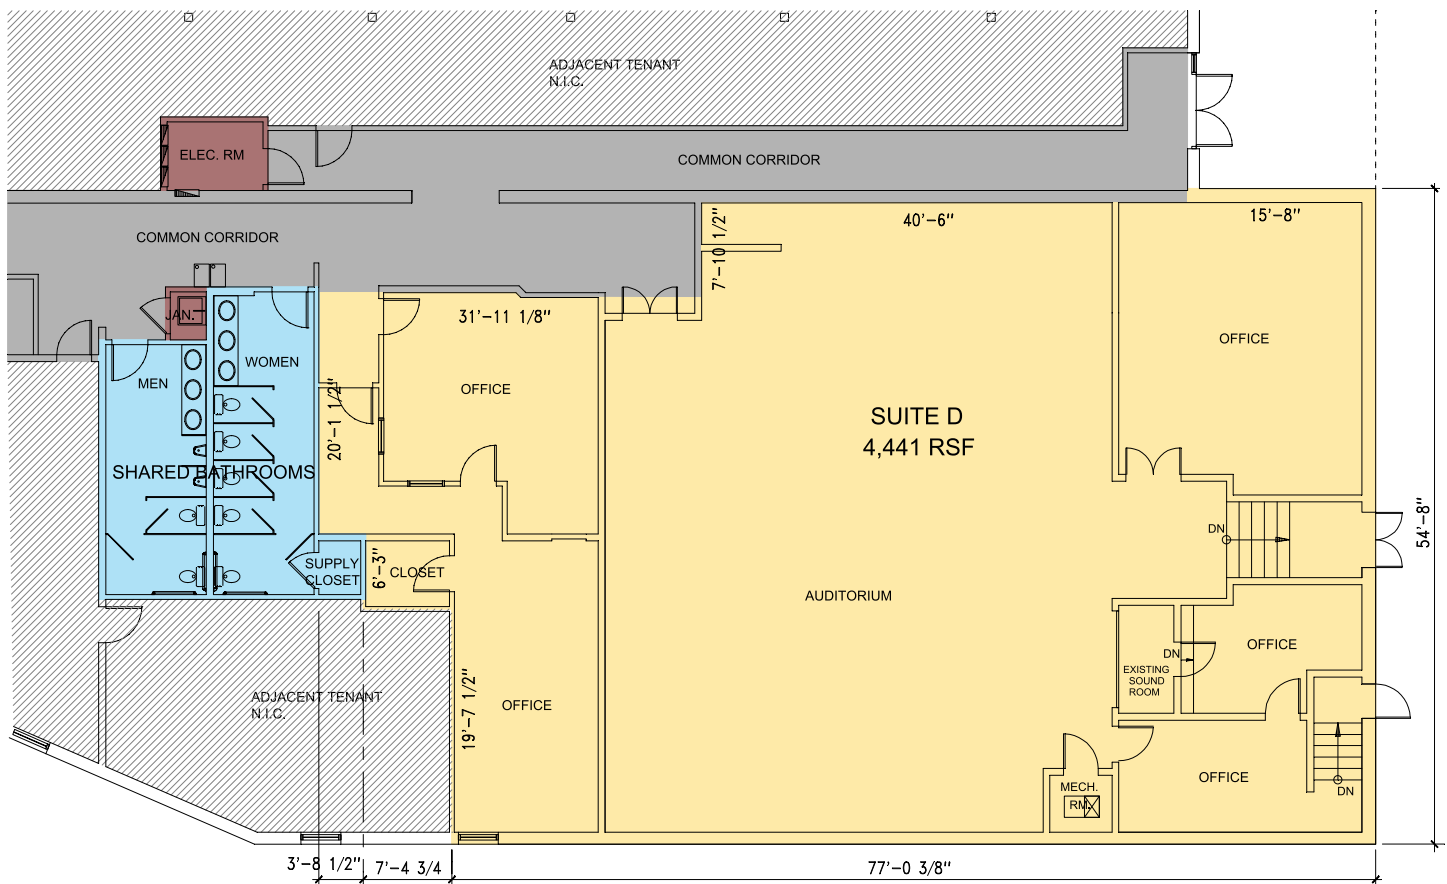 ADJACENT TENANT
N.I.C.
ELEC. RM
COMMON CORRIDOR
COMMON CORRIDOR
7'-10 1/2"
40'-6"
15'-8"
JAN.
31'-11 1/8"
WOMEN
MEN
OFFICE
OFFICE
20'-1 1/2"
SUITE D
4,441 RSF
SHARED BATHROOMS
DN
54'-8"
SUPPLY
CLOSET
6'-3"
CLOSET
AUDITORIUM
OFFICE
DN
EXISTING
SOUND
ROOM
ADJACENT TENANT
N.I.C.
19'-7 1/2"
OFFICE
OFFICE
MECH.
RM.
DN
3'-8 1/2"
7'-4 3/4
77'-0 3/8"